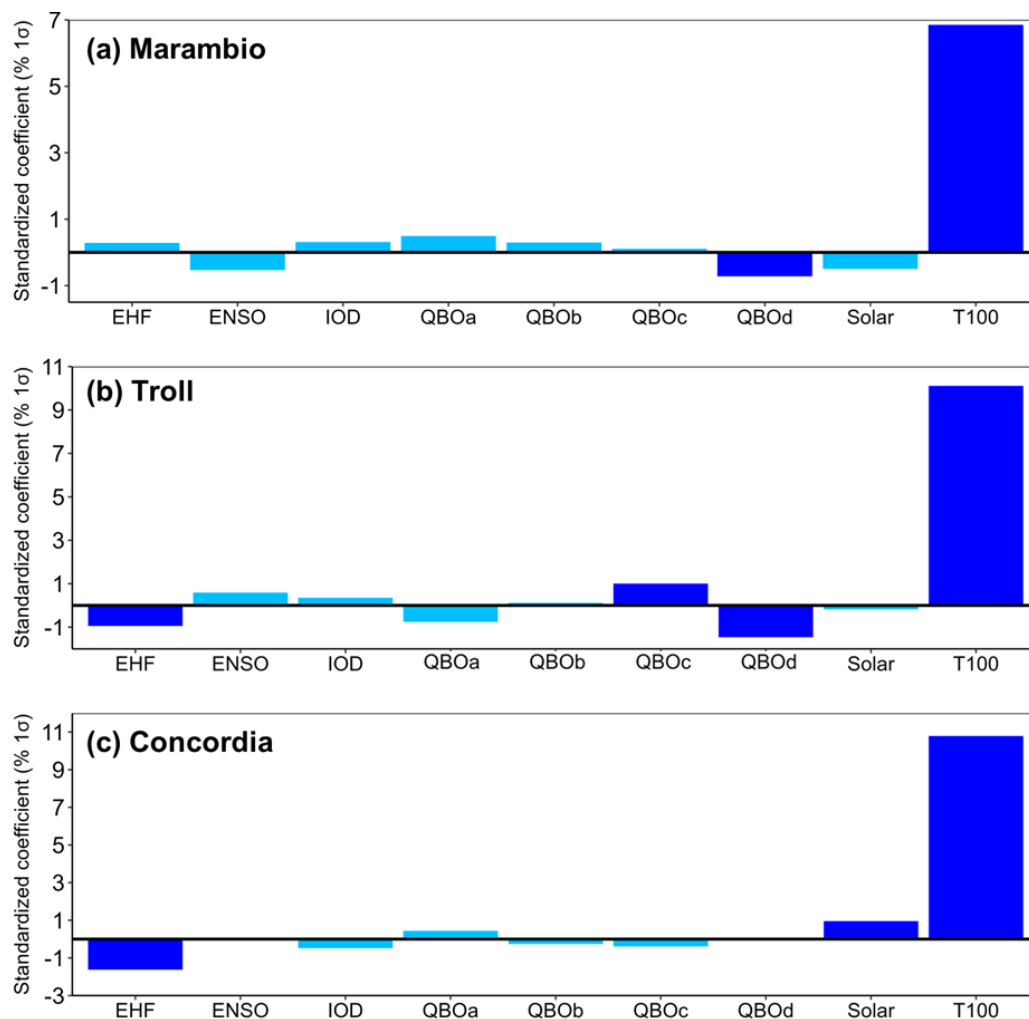 (a) Marambio
Standardized coefficient (% 1σ)
7
5
3
1
-1
EHF ENSO IOD QBOa QBOb QBOc QBOd Solar T100
(b) Troll
Standardized coefficient (% 1σ)
11
9
7
5
3
1
-1
EHF ENSO IOD QBOa QBOb QBOc QBOd Solar T100
(c) Concordia
Standardized coefficient (% 1σ)
11
9
7
5
3
1
-1
-3
EHF ENSO IOD QBOa QBOb QBOc QBOd Solar T100